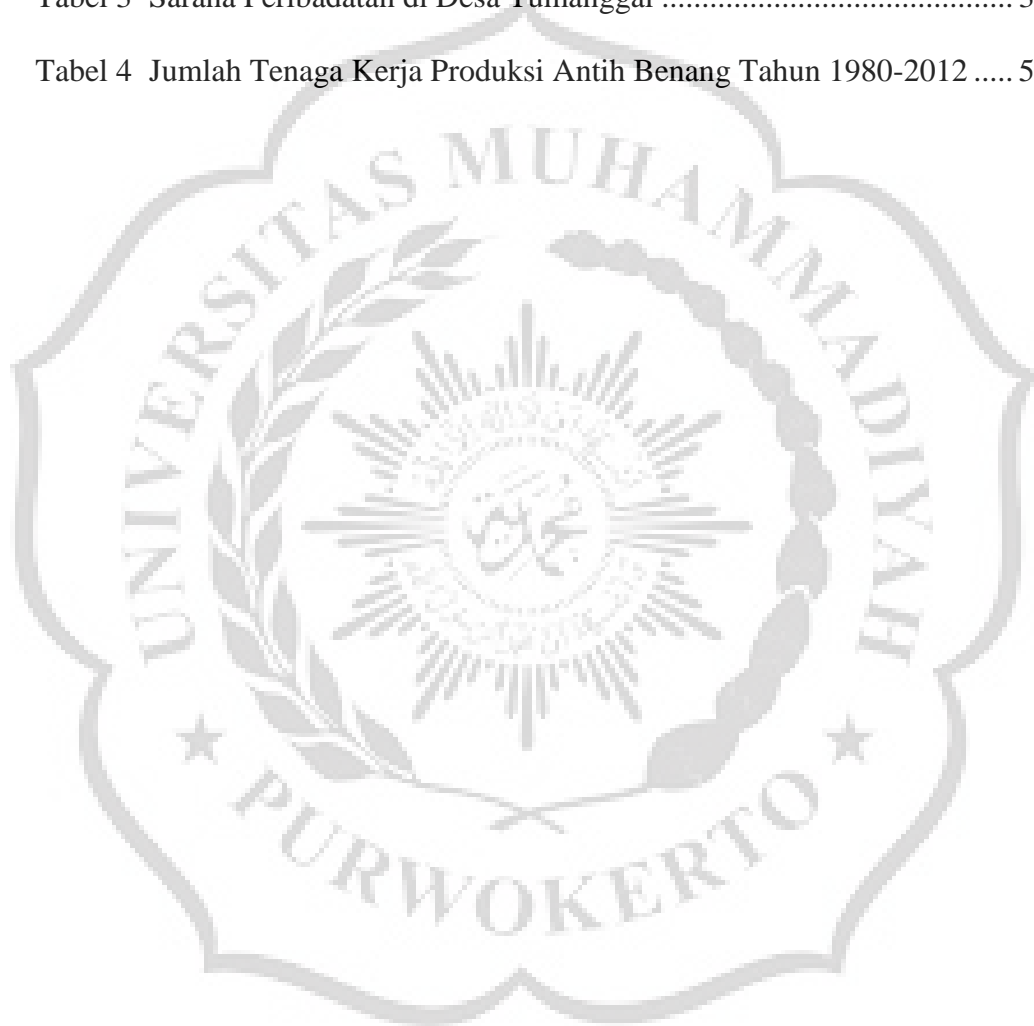 Tabel 3 Sarana Peribadatan di Desa Tumanggal ............................................. 3
Tabel 4 Jumlah Tenaga Kerja Produksi Antih Benang Tahun 1980-2012 ..... 5
UNIVERSITAS MUHAMMADIYAH
★ PURWOKERTO ★